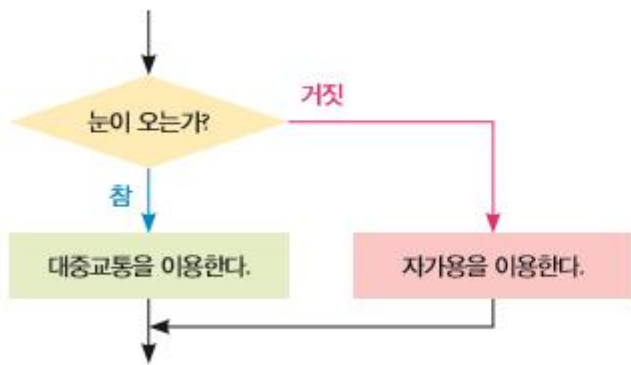 눈이 오는가?
거짓
참
대중교통을 이용한다.
자가용을 이용한다.